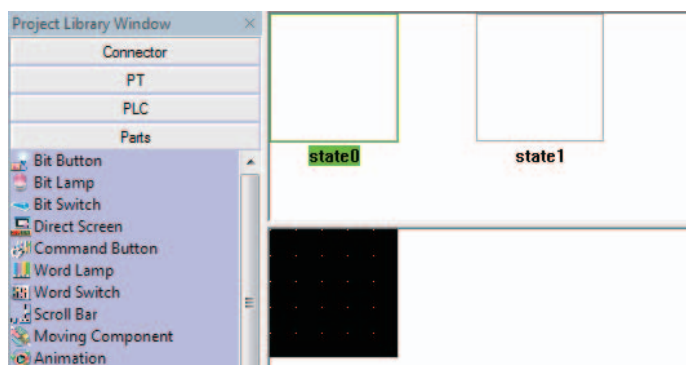 Project Library Window
Connector
PT
PLC
Parts
Bit Button
Bit Lamp
Bit Switch
Direct Screen
Command Button
Word Lamp
Word Switch
Scroll Bar
Moving Component
Animation
state0
state1